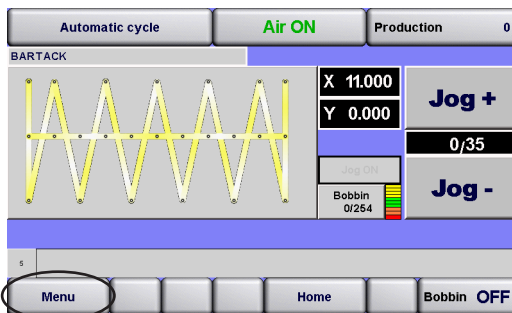 Automatic cycle Air ON Production 0
BARTACK
X 11.000
Y 0.000
Jog +
0/35
Jog ON
Bobbin
0/254
Jog -
s
Menu Home Bobbin OFF